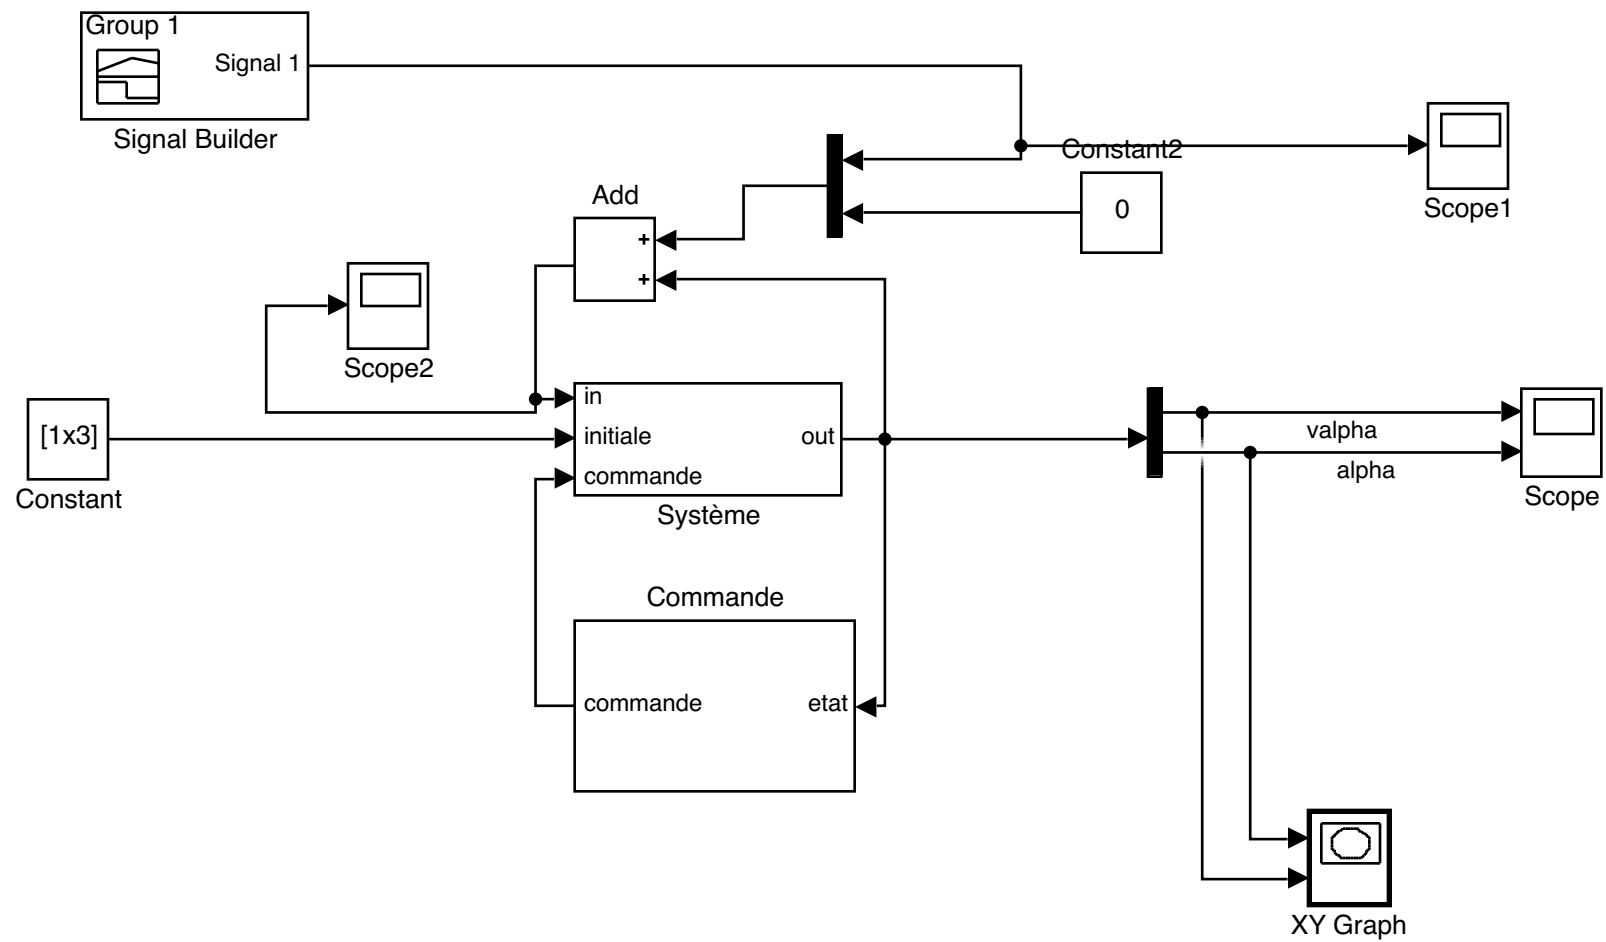 Group 1
Signal 1
Signal Builder
Constant2
0
Scope1
Add
+
+
Scope2
[1x3]
Constant
in
initiale
commande
out
Système
valpha
alpha
Scope
Commande
commande
etat
XY Graph